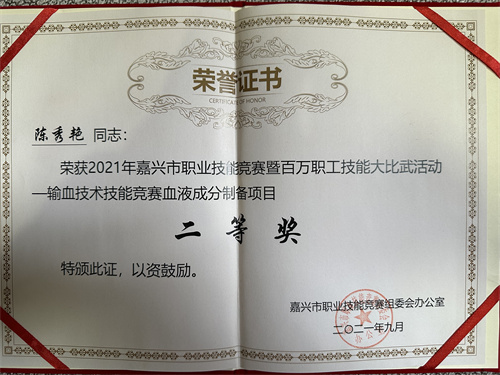 荣誉证书
CERTIFICATE OF HONOR
陈秀艳 同志：
荣获2021年嘉兴市职业技能竞赛暨百万职工技能大比武活动
—输血技术技能竞赛血液成分制备项目
二等奖
特颁此证，以资鼓励。
嘉兴市职业技能竞赛组委会办公室
二〇二一年九月